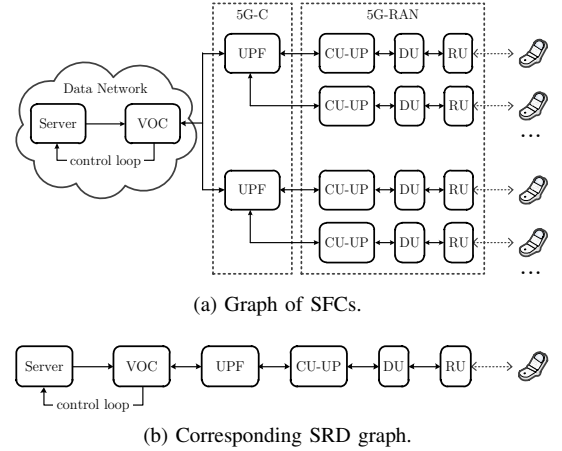 5G-C 5G-RAN
UPF CU-UP DU RU
Data Network
Server VOC CU-UP DU RU
control loop
...
UPF CU-UP DU RU
CU-UP DU RU
...
(a) Graph of SFCs.
Server VOC UPF CU-UP DU RU
control loop
(b) Corresponding SRD graph.